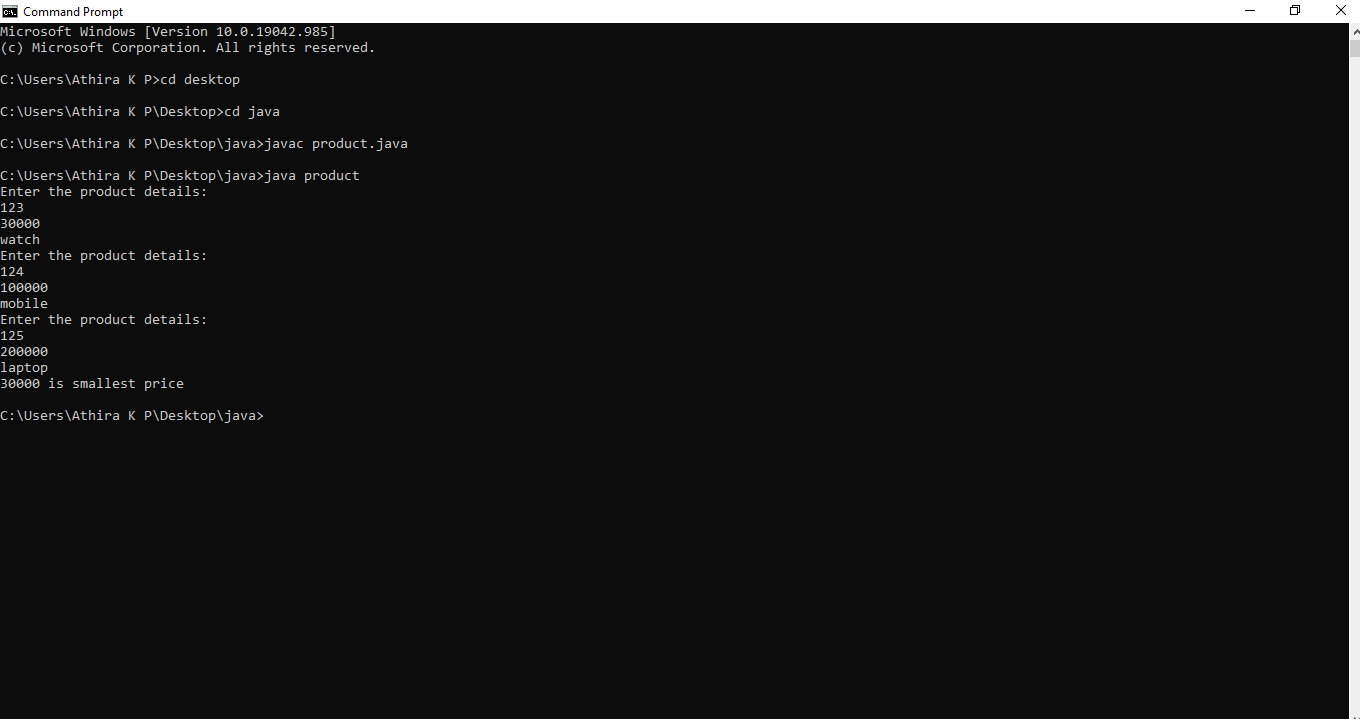 Command Prompt
Microsoft Windows [Version 10.0.19042.985]
(c) Microsoft Corporation. All rights reserved.
C:\Users\Athira K P>cd desktop
C:\Users\Athira K P\Desktop>cd java
C:\Users\Athira K P\Desktop\java>javac product.java
C:\Users\Athira K P\Desktop\java>java product
Enter the product details:
123
30000
watch
Enter the product details:
124
100000
mobile
Enter the product details:
125
200000
laptop
30000 is smallest price
C:\Users\Athira K P\Desktop\java>